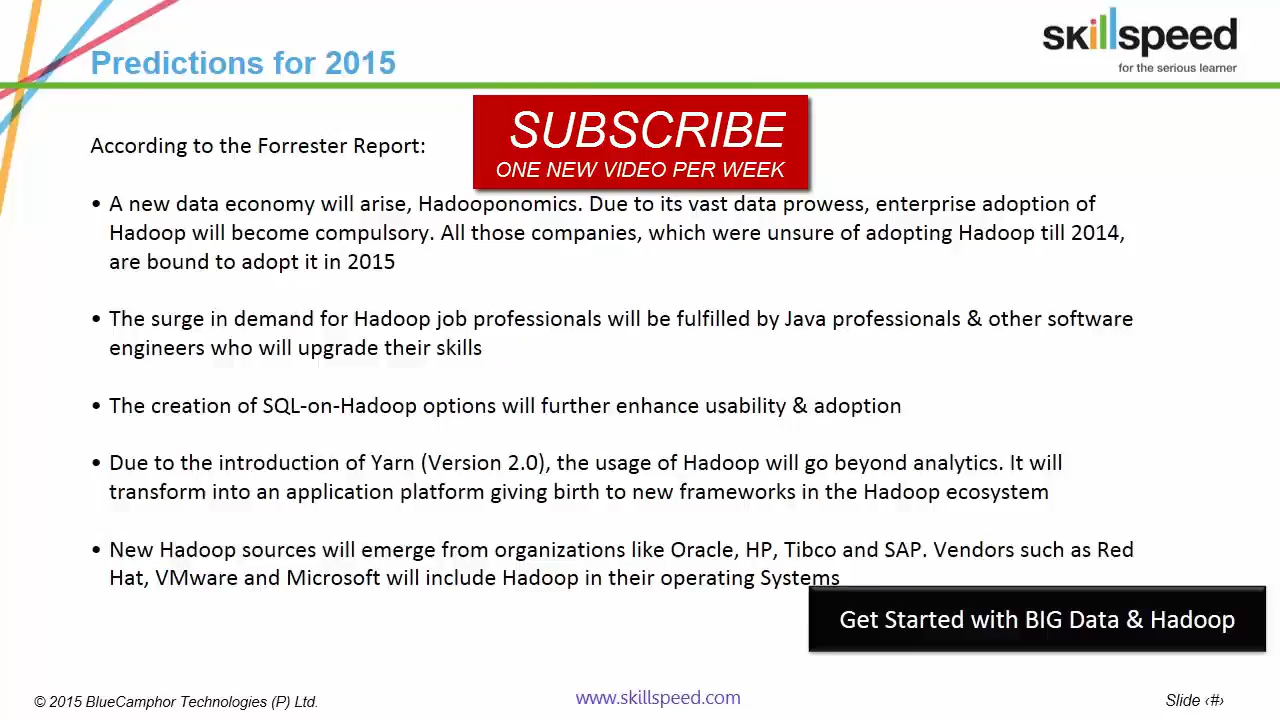 skillspeed
for the serious learner
Predictions for 2015
SUBSCRIBE
ONE NEW VIDEO PER WEEK
According to the Forrester Report:
• A new data economy will arise, Hadooponomics. Due to its vast data prowess, enterprise adoption of
Hadoop will become compulsory. All those companies, which were unsure of adopting Hadoop till 2014,
are bound to adopt it in 2015
• The surge in demand for Hadoop job professionals will be fulfilled by Java professionals & other software
engineers who will upgrade their skills
• The creation of SQL-on-Hadoop options will further enhance usability & adoption
• Due to the introduction of Yarn (Version 2.0), the usage of Hadoop will go beyond analytics. It will
transform into an application platform giving birth to new frameworks in the Hadoop ecosystem
• New Hadoop sources will emerge from organizations like Oracle, HP, Tibco and SAP. Vendors such as Red
Hat, VMware and Microsoft will include Hadoop in their operating Systems
Get Started with BIG Data & Hadoop
© 2015 BlueCamphor Technologies (P) Ltd.
www.skillspeed.com
Slide ‹#›